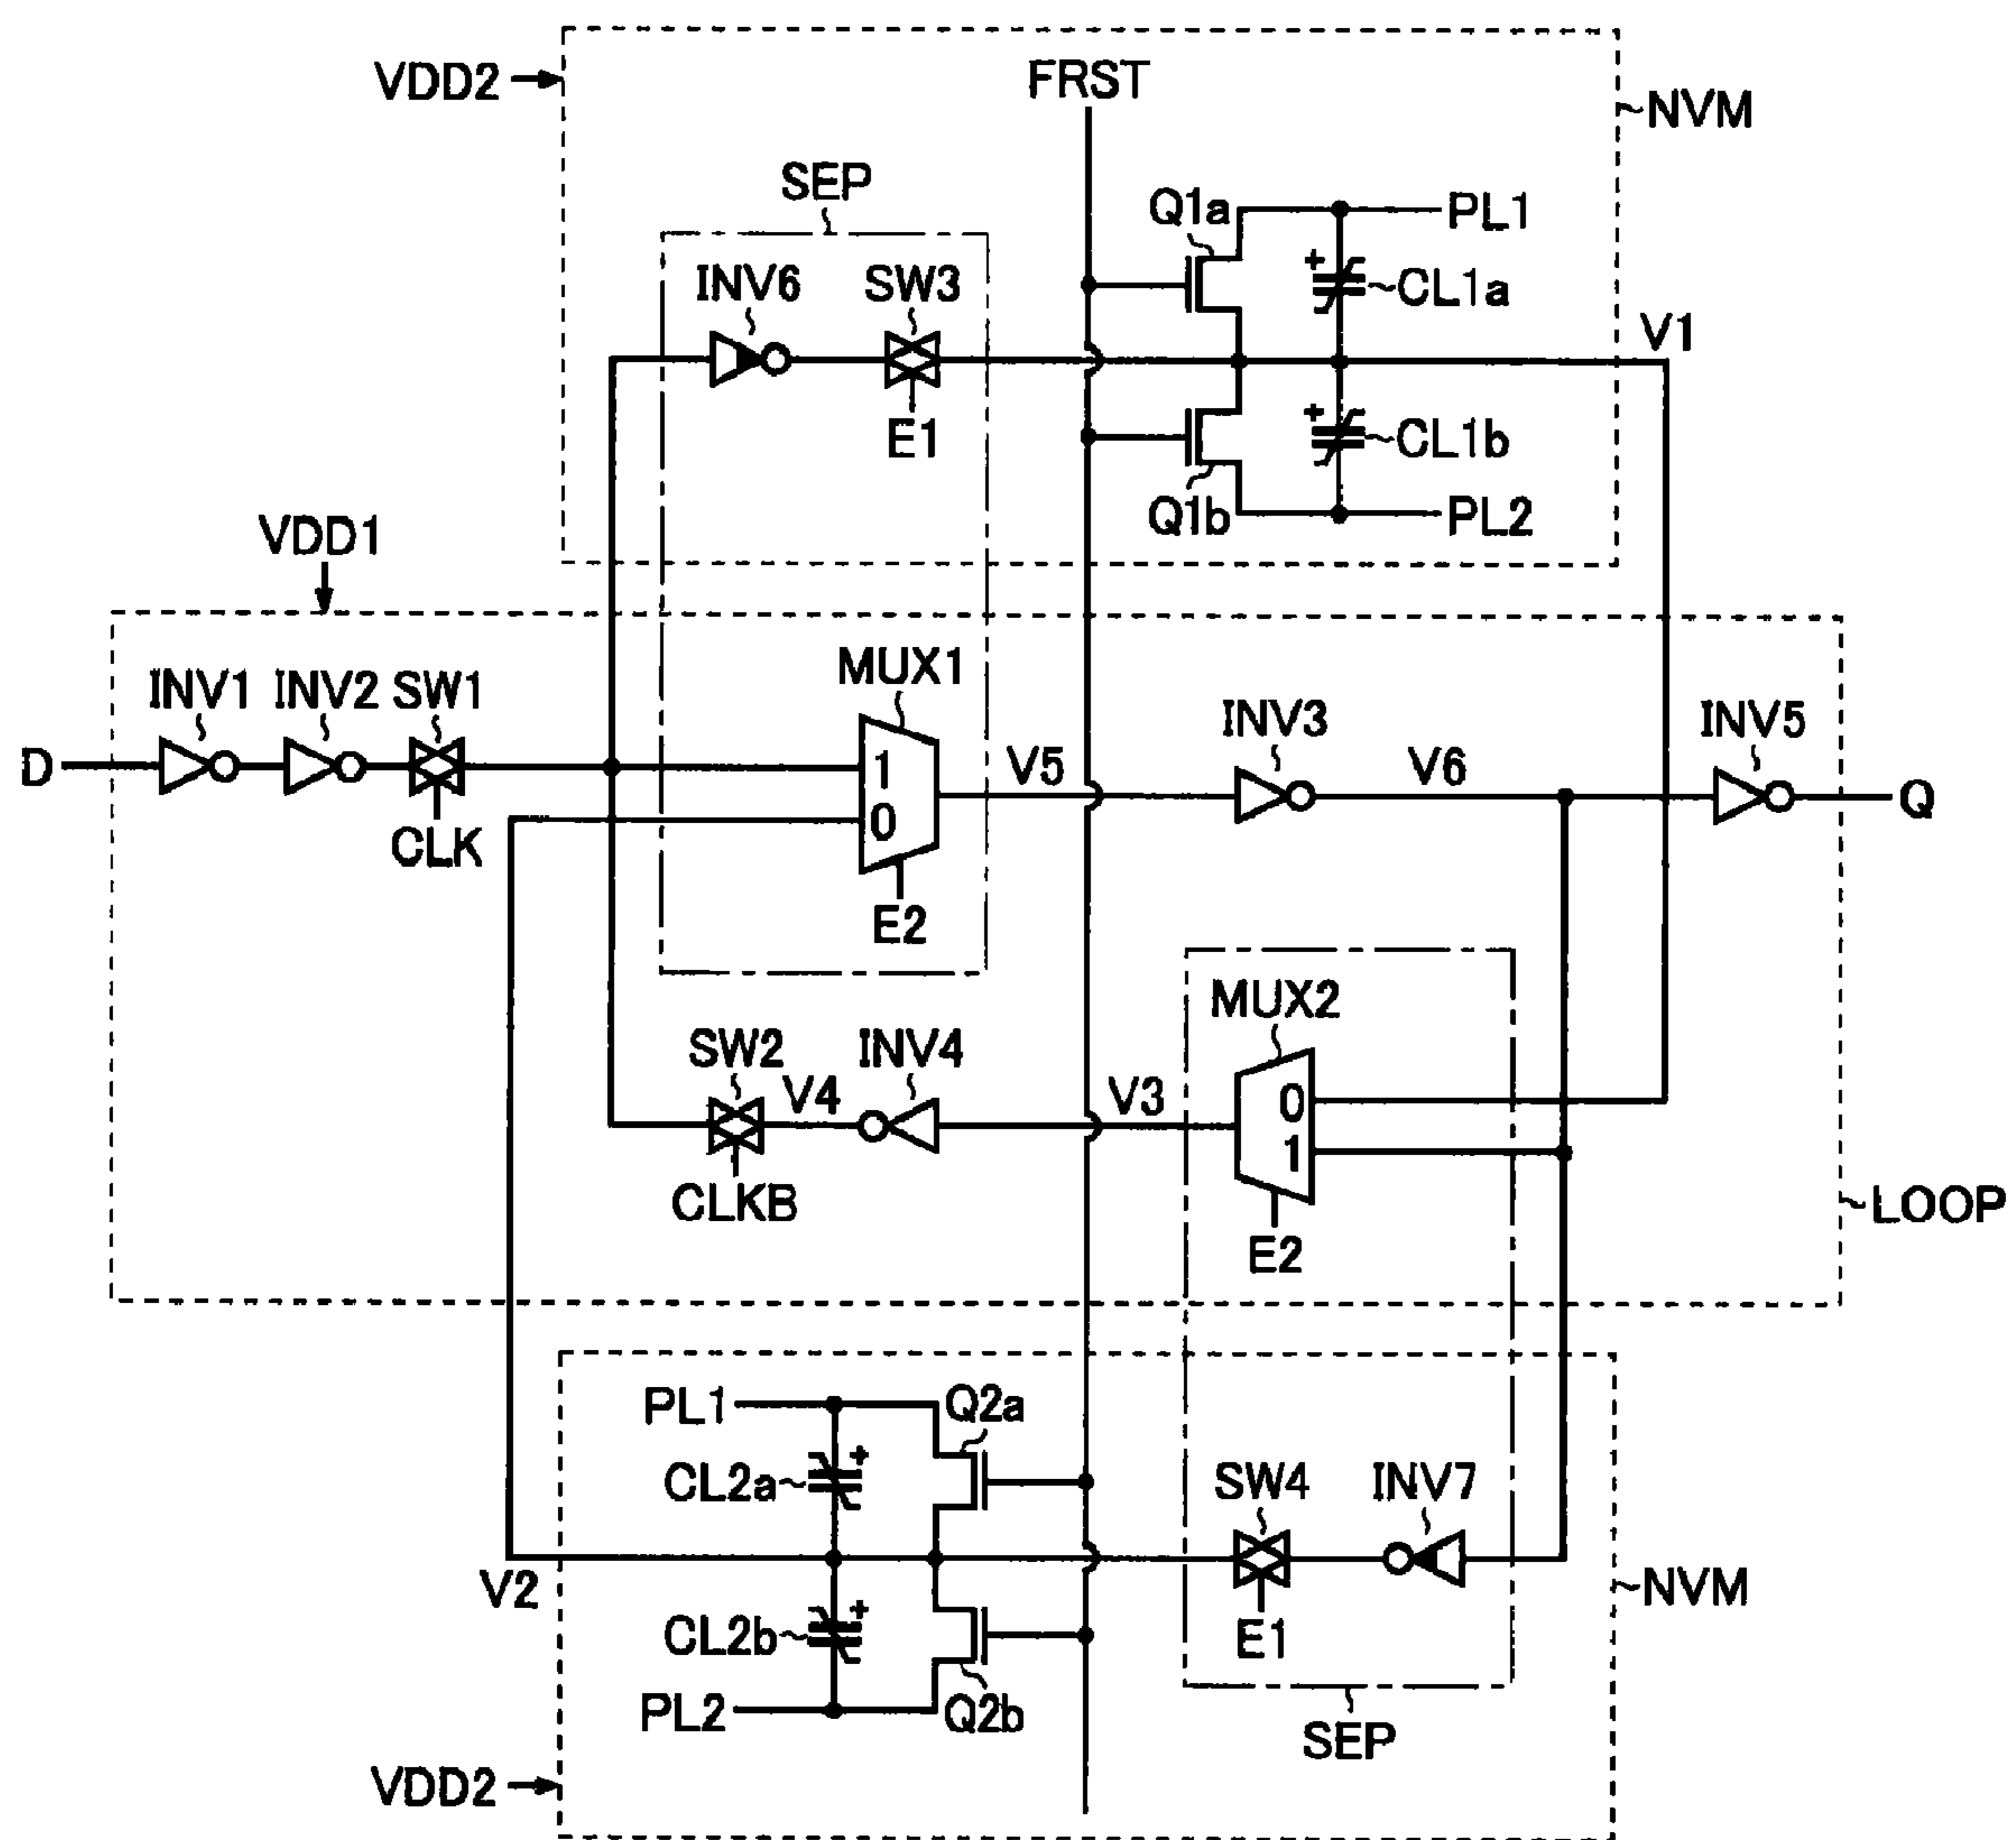 VDD2
FRST
NVM
SEP
Q1a
PL1
INV6
SW3
+
CL1a
V1
E1
+
CL1b
Q1b
PL2
VDD1
MUX1
INV1
INV2
SW1
INV3
INV5
D
1
V5
V6
Q
0
CLK
E2
MUX2
SW2
INV4
V4
V3
0
1
CLKB
LOOP
E2
PL1
Q2a
+
CL2a
SW4
INV7
V2
NVM
+
CL2b
E1
PL2
Q2b
SEP
VDD2